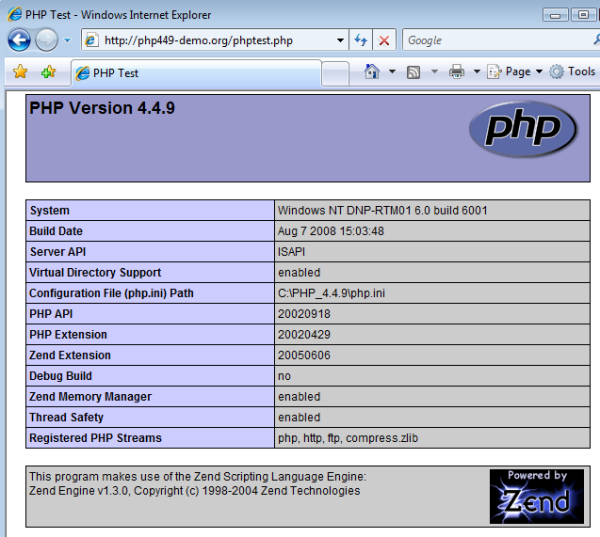 PHP Test - Windows Internet Explorer
http://php449-demo.org/phptest.php
Google
PHP Test
Page
Tools
PHP Version 4.4.9
php
System Windows NT DNP-RTM01 6.0 build 6001
Build Date Aug 7 2008 15:03:48
Server API ISAPI
Virtual Directory Support enabled
Configuration File (php.ini) Path C:\PHP_4.4.9\php.ini
PHP API 20020918
PHP Extension 20020429
Zend Extension 20050606
Debug Build no
Zend Memory Manager enabled
Thread Safety enabled
Registered PHP Streams php, http, ftp, compress.zlib
This program makes use of the Zend Scripting Language Engine:
Zend Engine v1.3.0, Copyright (c) 1998-2004 Zend Technologies
Powered by
Zend